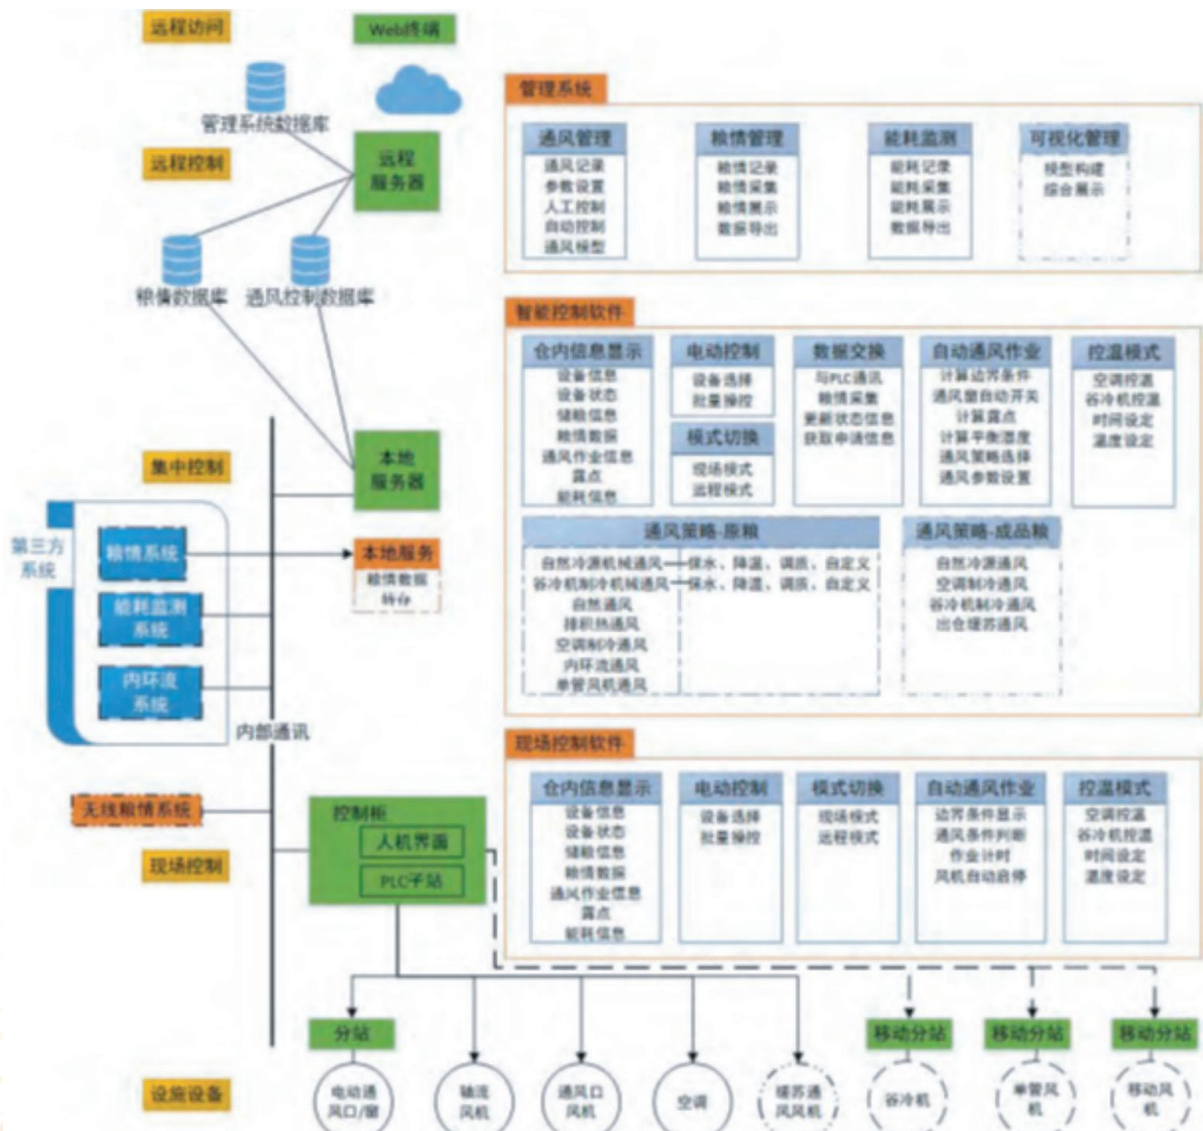 远程访问
Web终端
管理系统数据库
远程控制
远程
服务器
粮情数据库
通风控制数据库
集中控制
本地
服务器
第三方
系统
粮情系统
能耗监测
系统
内环流
系统
本地服务
粮情数据
转存
内部通讯
无线粮情系统
现场控制
控制柜
人机界面
PLC子站
管理系统
通风管理
通风记录
参数设置
人工控制
自动控制
通风模型
粮情管理
粮情记录
粮情采集
粮情展示
数据导出
能耗监测
能耗记录
能耗采集
能耗展示
数据导出
可视化管理
模型构建
综合展示
智能控制软件
仓内信息显示
设备信息
设备状态
储粮信息
粮情数据
通风作业信息
露点
能耗信息
电动控制
设备选择
批量操控
模式切换
现场模式
远程模式
数据交换
与PLC通讯
粮情采集
更新状态信息
获取申请信息
自动通风作业
计算边界条件
通风窗自动开关
计算露点
计算平衡湿度
通风策略选择
通风参数设置
控温模式
空调控温
谷冷机控温
时间设定
温度设定
通风策略-原粮
自然冷源机械通风
保水、降温、调质、自定义
谷冷机制冷机械通风
保水、降温、调质、自定义
自然通风
排积热通风
空调制冷通风
内环流通风
单管风机通风
通风策略-成品粮
自然冷源通风
空调制冷通风
谷冷机制冷通风
出仓缓苏通风
现场控制软件
仓内信息显示
设备信息
设备状态
储粮信息
粮情数据
通风作业信息
露点
能耗信息
电动控制
设备选择
批量操控
模式切换
现场模式
远程模式
自动通风作业
边界条件显示
通风条件判断
作业计时
风机自动启停
控温模式
空调控温
谷冷机控温
时间设定
温度设定
分站
移动分站
移动分站
移动分站
设施设备
电动通
风口/窗
轴流
风机
通风口
风机
空调
缓苏通
风风机
谷冷机
单管风
机
移动风
机